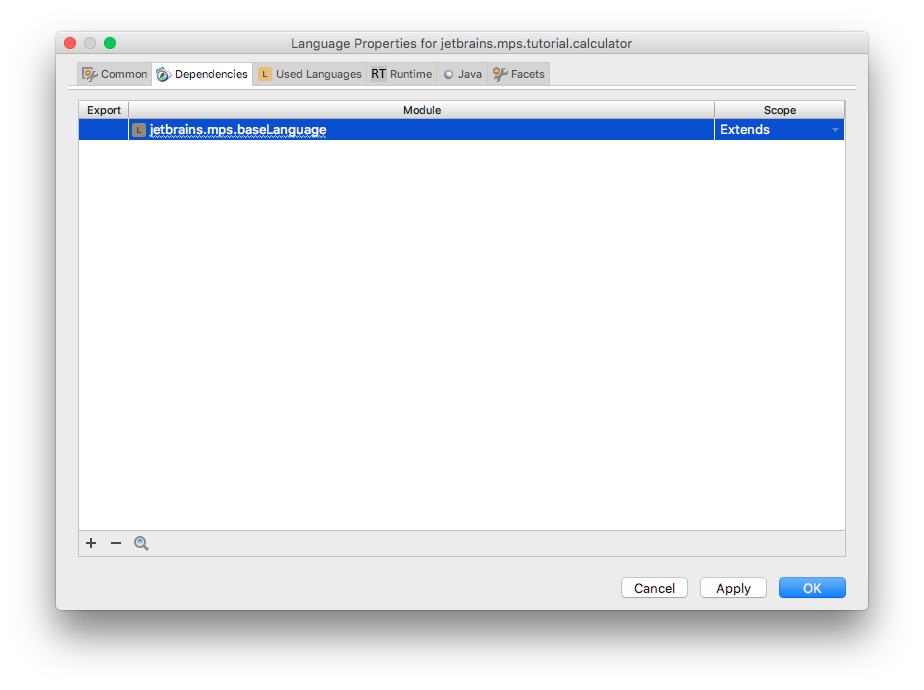 Language Properties for jetbrains.mps.tutorial.calculator
Common Dependencies L Used Languages RT Runtime Java Facets
Export Module Scope
L jetbrains.mps.baseLanguage Extends
Cancel Apply OK